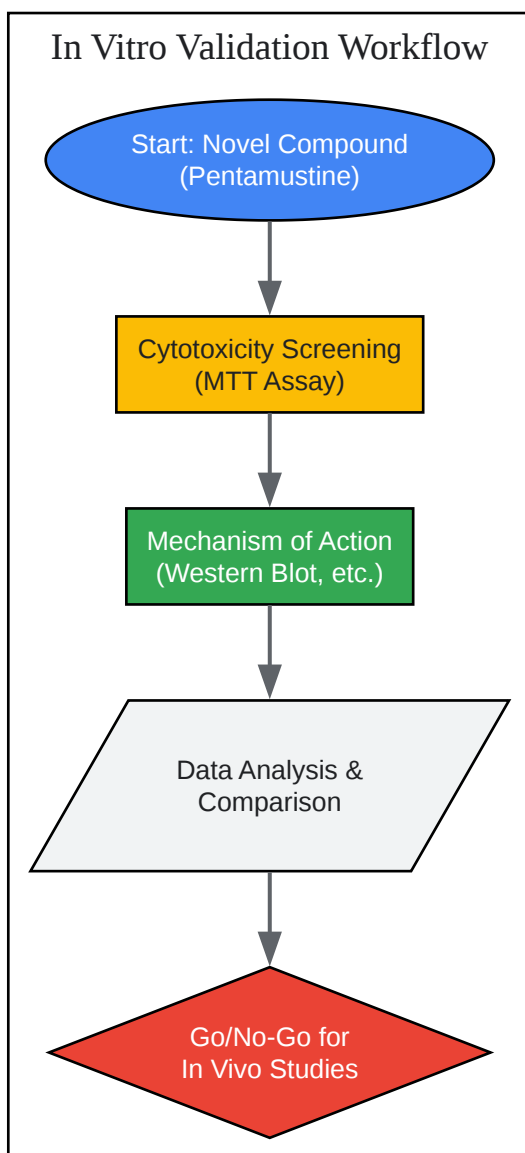 In Vitro Validation Workflow
Start: Novel Compound
(Pentamustine)
Cytotoxicity Screening
(MTT Assay)
Mechanism of Action
(Western Blot, etc.)
Data Analysis &
Comparison
Go/No-Go for
In Vivo Studies